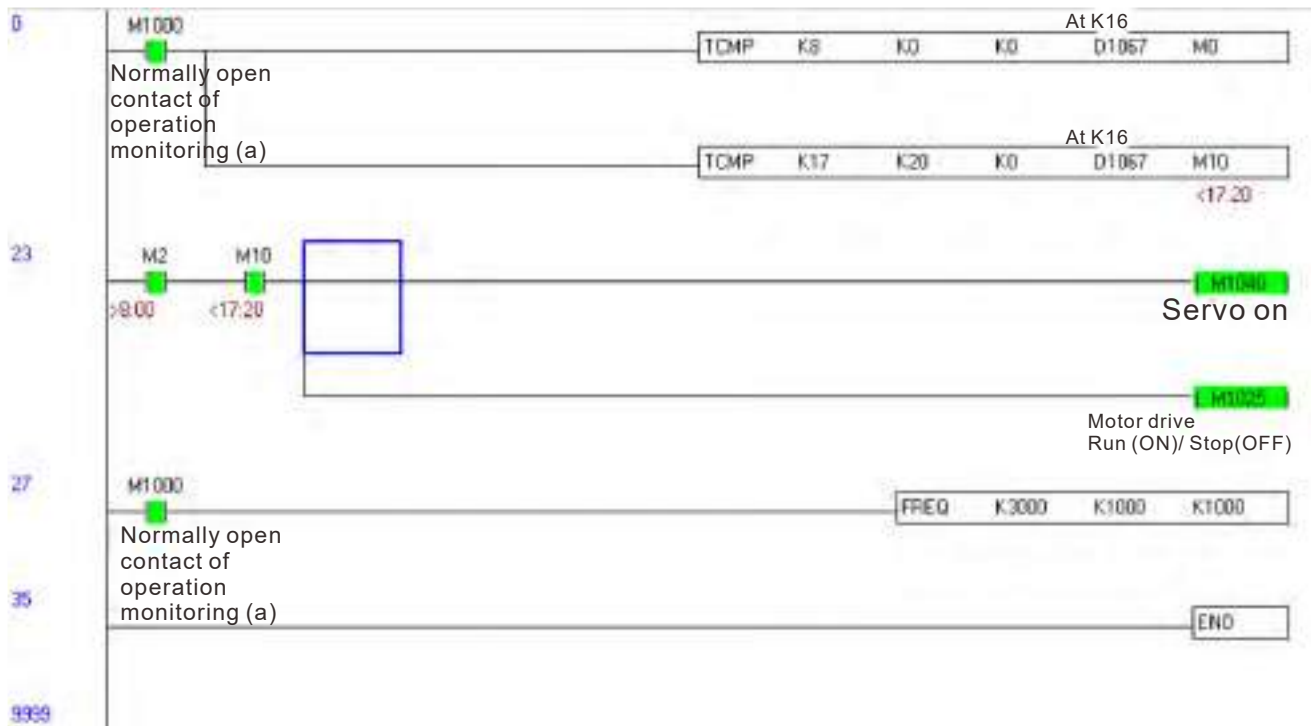 0
M1000
At K16
TCMP K8 K0 K0 D1067 M0
Normally open
contact of
operation
monitoring (a)
At K16
TCMP K17 K20 K0 D1067 M10
<17:20
23
M2 M10
>8:00 <17:20
M1040
Servo on
M1025
Motor drive
Run (ON)/ Stop(OFF)
27
M1000
FREQ K3000 K1000 K1000
Normally open
contact of
operation
monitoring (a)
35
END
9999